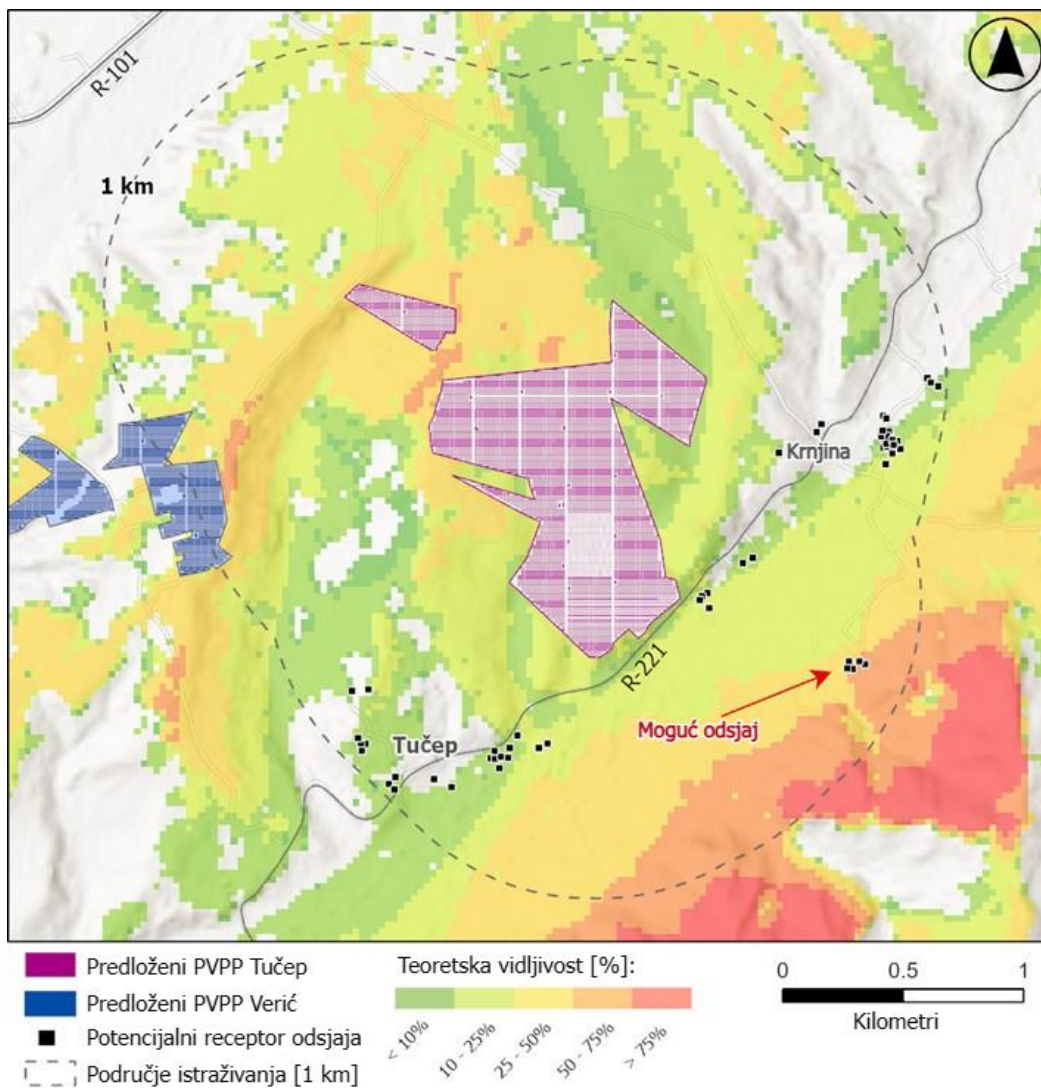 R-101
1 km
Krnjina
R-221
Moguć odsjaj
Tučep
Predloženi PVPP Tučep
Predloženi PVPP Verić
Potencijalni receptor odsjaja
Područje istraživanja [1 km]
Teoretska vidljivost [%]:
< 10%
10 - 25%
25 - 50%
50 - 75%
> 75%
0 0.5 1
Kilometri